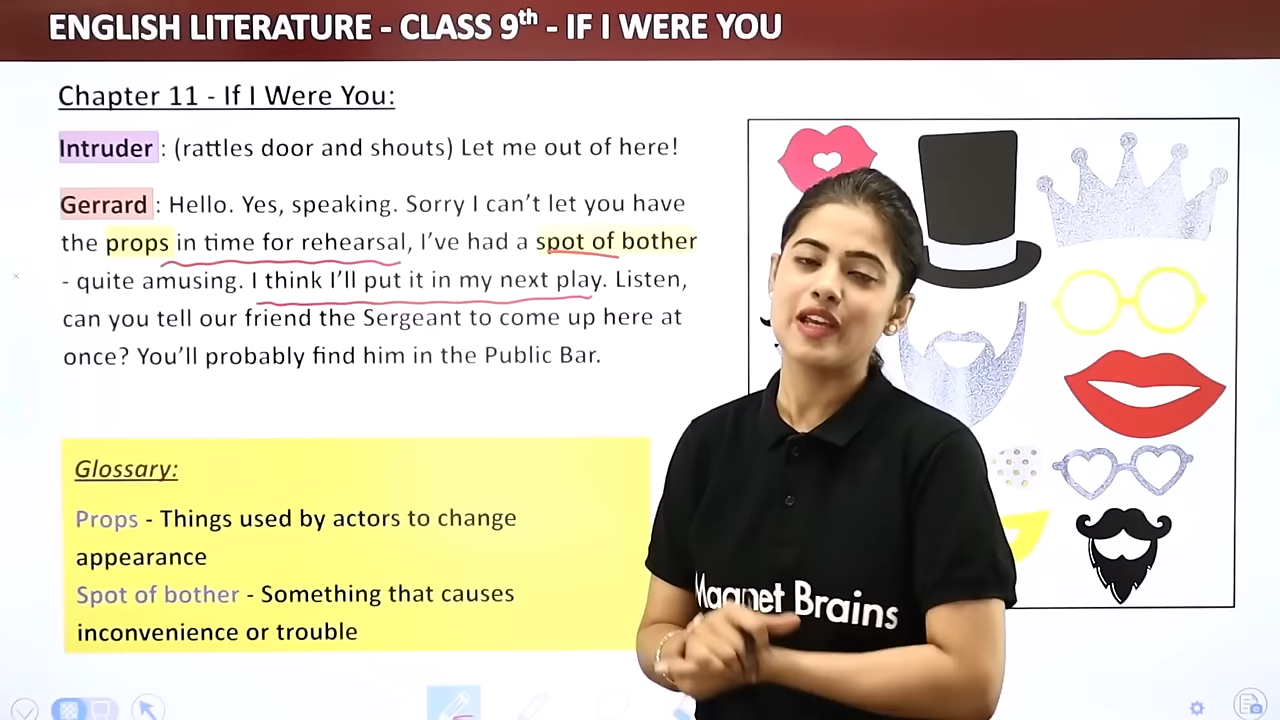 ENGLISH LITERATURE - CLASS 9th - IF I WERE YOU
Chapter 11 - If I Were You:
Intruder : (rattles door and shouts) Let me out of here!
Gerrard : Hello. Yes, speaking. Sorry I can't let you have
the props in time for rehearsal, I've had a spot of bother
- quite amusing. I think I'll put it in my next play. Listen,
can you tell our friend the Sergeant to come up here at
once? You'll probably find him in the Public Bar.
Glossary:
Props - Things used by actors to change
appearance
Spot of bother - Something that causes
inconvenience or trouble
Magnet Brains